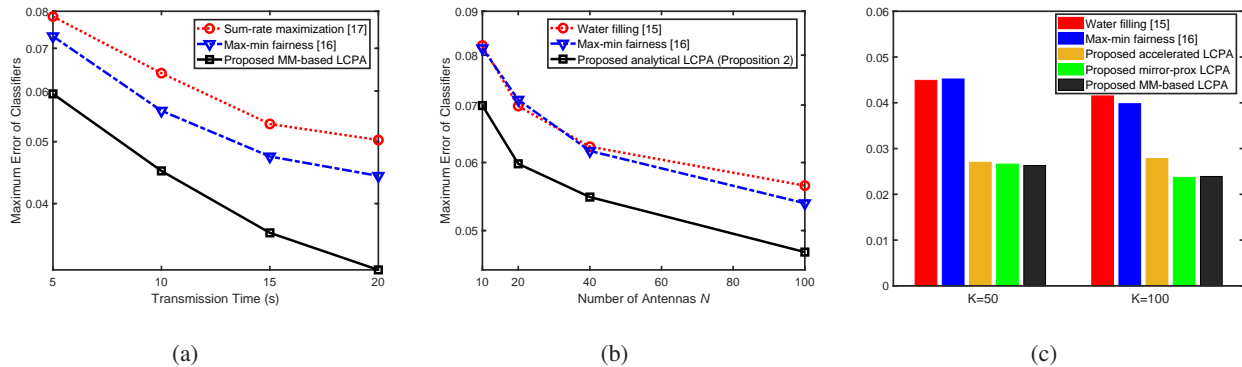 0.08
0.07
0.06
0.05
0.04
Maximum Error of Classifiers
5
10
15
20
Transmission Time (s)
Sum-rate maximization [17]
Max-min fairness [16]
Proposed MM-based LCPA
(a)
0.09
0.08
0.07
0.06
0.05
Maximum Error of Classifiers
10
20
40
60
80
100
Number of Antennas N
Water filling [15]
Max-min fairness [16]
Proposed analytical LCPA (Proposition 2)
(b)
0.06
0.05
0.04
0.03
0.02
0.01
0
Maximum Error of Classifiers
K=50
K=100
Water filling [15]
Max-min fairness [16]
Proposed accelerated LCPA
Proposed mirror-prox LCPA
Proposed MM-based LCPA
(c)